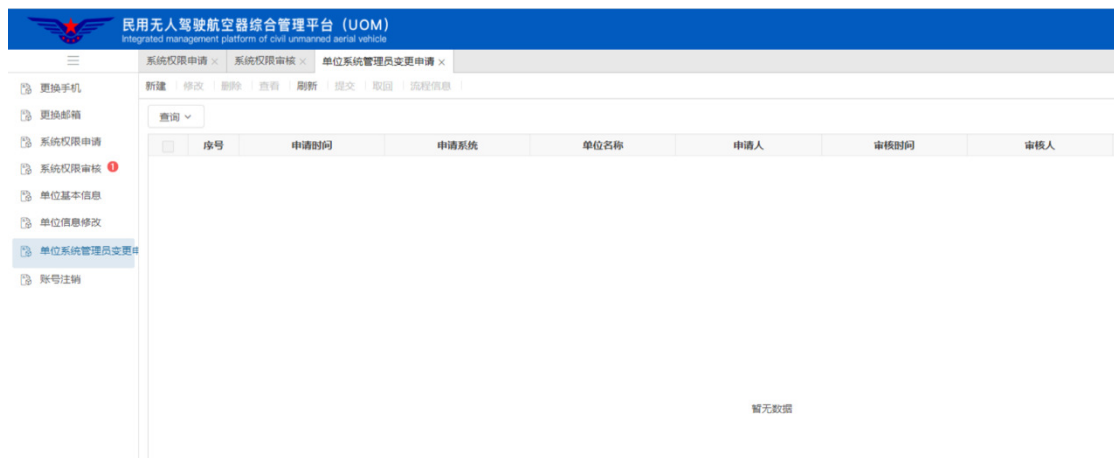 民用无人驾驶航空器综合管理平台（UOM）
Integrated management platform of civil unmanned aerial vehicle
系统权限申请 × 系统权限审核 × 单位系统管理员变更申请 ×
新建 修改 删除 查看 刷新 提交 取回 流程信息
查询
序号 申请时间 申请系统 单位名称 申请人 审核时间 审核人
更换手机
更换邮箱
系统权限申请
系统权限审核 1
单位基本信息
单位信息修改
单位系统管理员变更申
账号注销
暂无数据